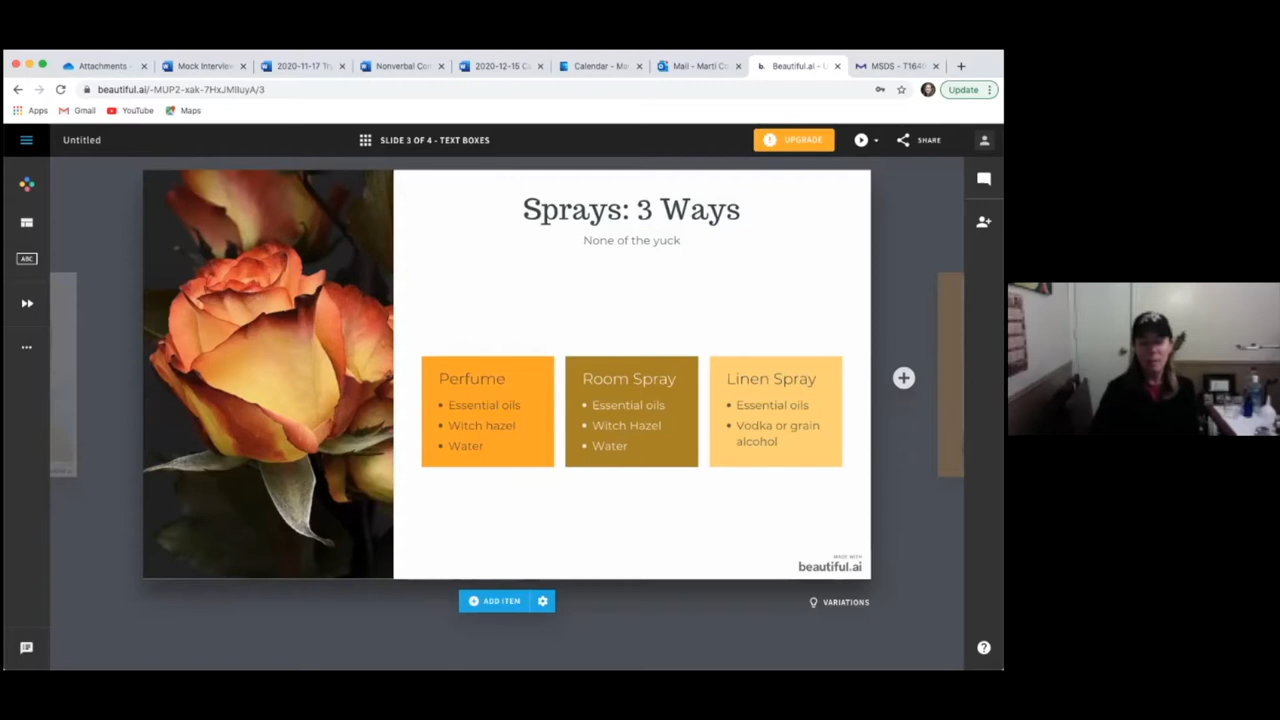 Attachments
Mock Interview
2020-11-17 Tr
Nonverbal Co
2020-12-15 C
Calendar - Ma
Mail - Marti C
Beautiful.ai - U
MSDS - T164
beautiful.ai/-MUP2-xak-7HxJMIluyA/3
Update
Apps
Gmail
YouTube
Maps
Untitled
SLIDE 3 OF 4 - TEXT BOXES
UPGRADE
SHARE
ABC
Sprays: 3 Ways
None of the yuck
Perfume
• Essential oils
• Witch hazel
• Water
Room Spray
• Essential oils
• Witch Hazel
• Water
Linen Spray
• Essential oils
• Vodka or grain
alcohol
MADE WITH
beautiful.ai
ADD ITEM
VARIATIONS